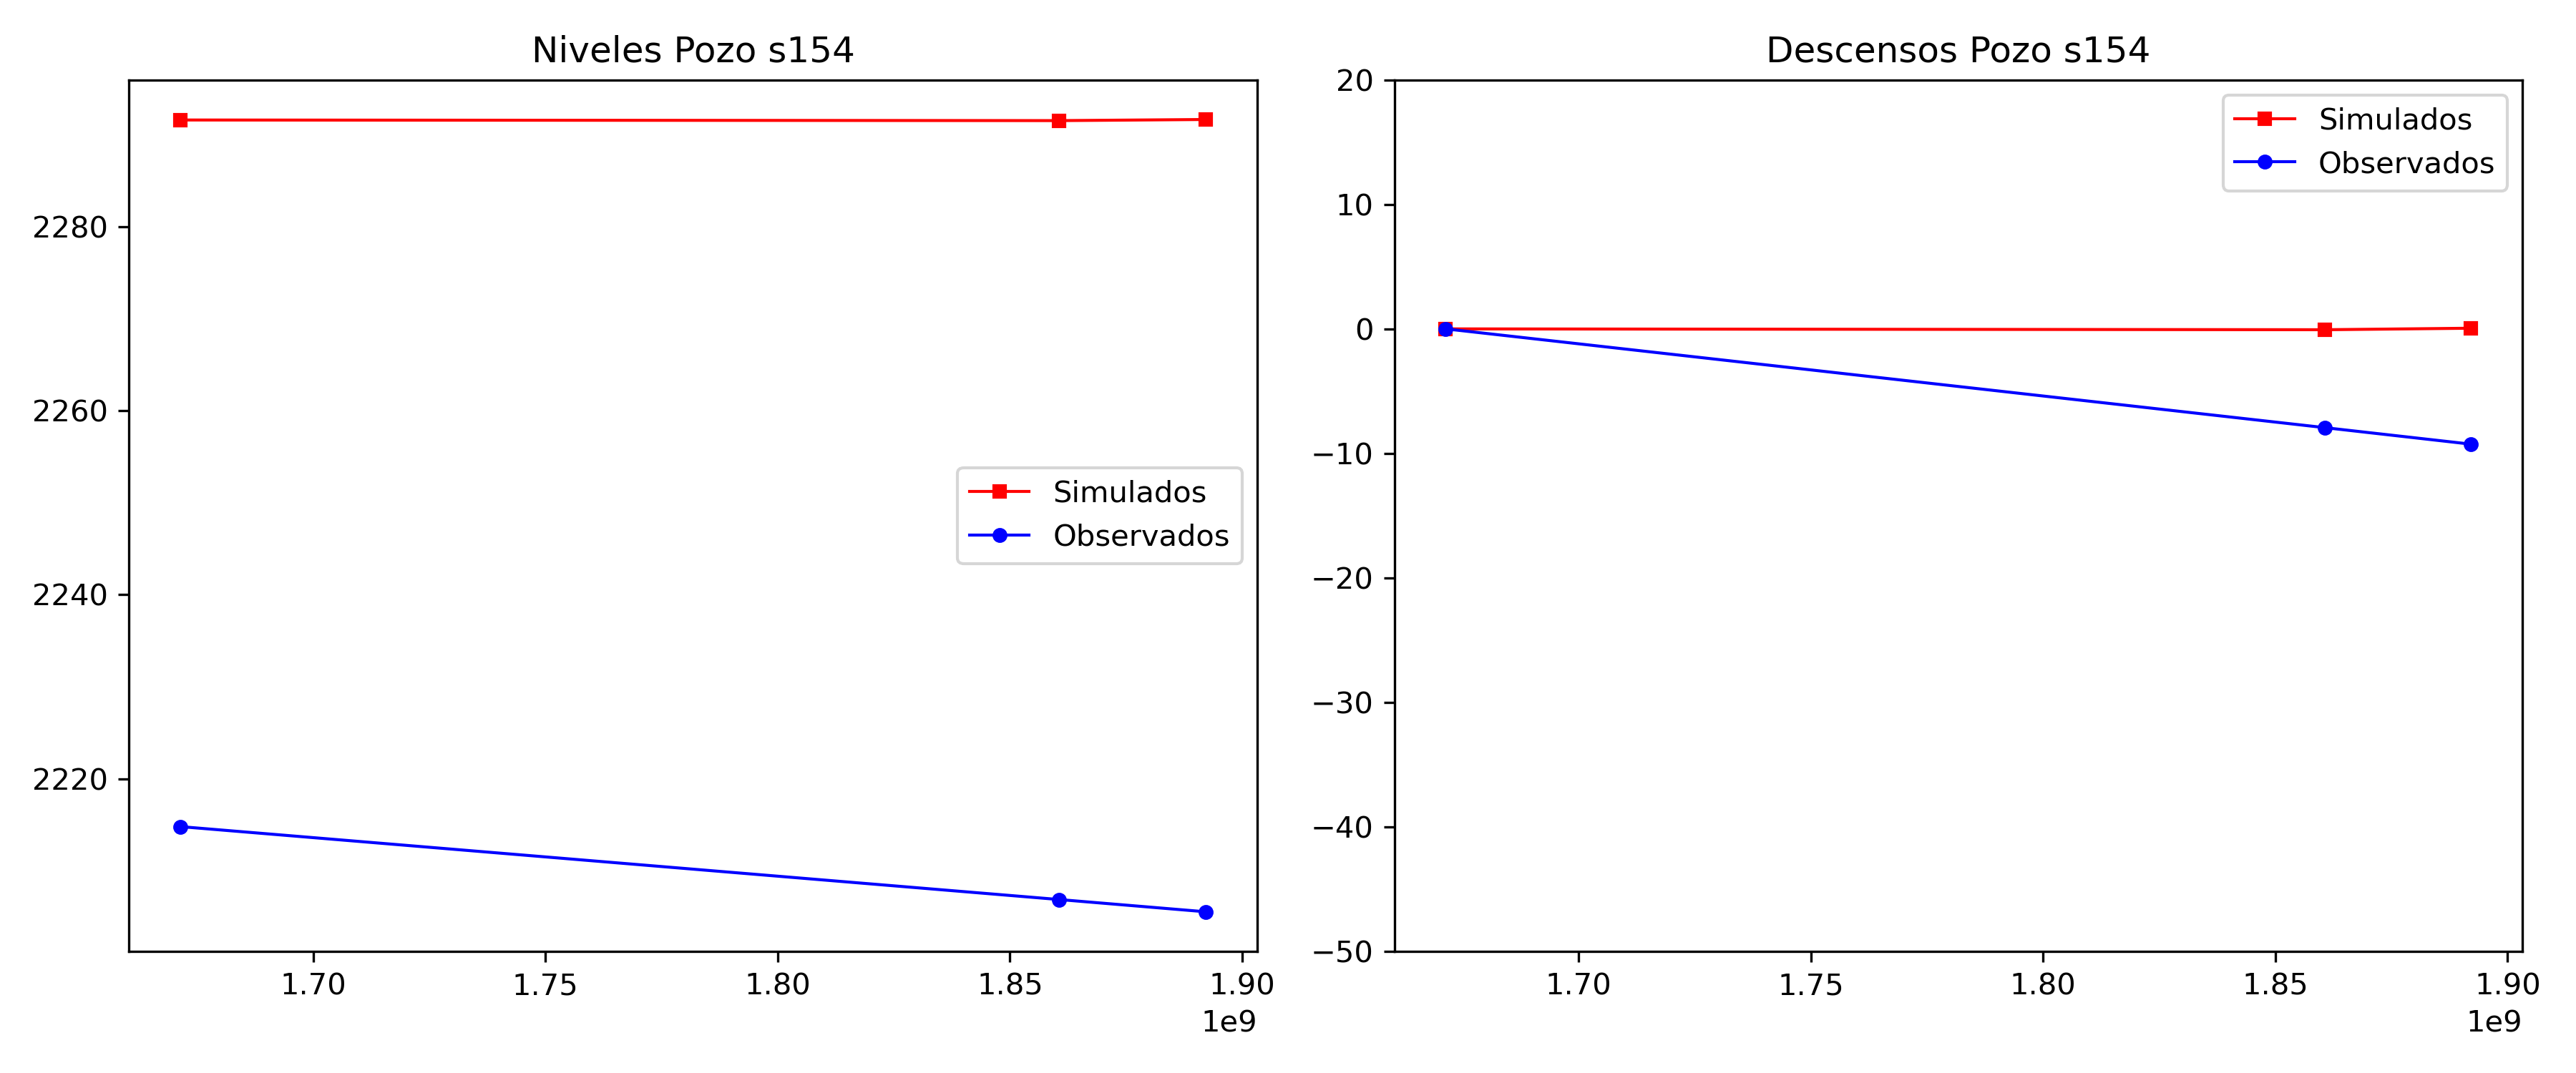 Niveles Pozo s154
2280
2260
2240
2220
Simulados
Observados
1.70 1.75 1.80 1.85 1.90
1e9
Descensos Pozo s154
20
10
0
−10
−20
−30
−40
−50
Simulados
Observados
1.70 1.75 1.80 1.85 1.90
1e9